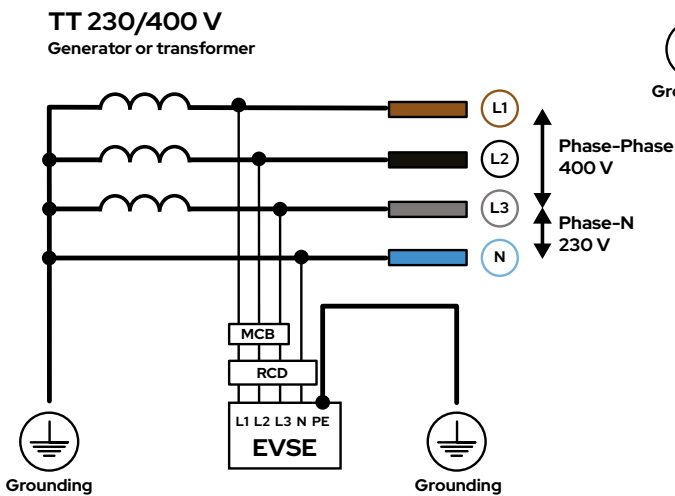 TT 230/400 V
Generator or transformer
L1
L2
Phase-Phase
400 V
L3
Phase-N
230 V
N
MCB
RCD
L1 L2 L3 N PE
EVSE
Grounding
Grounding